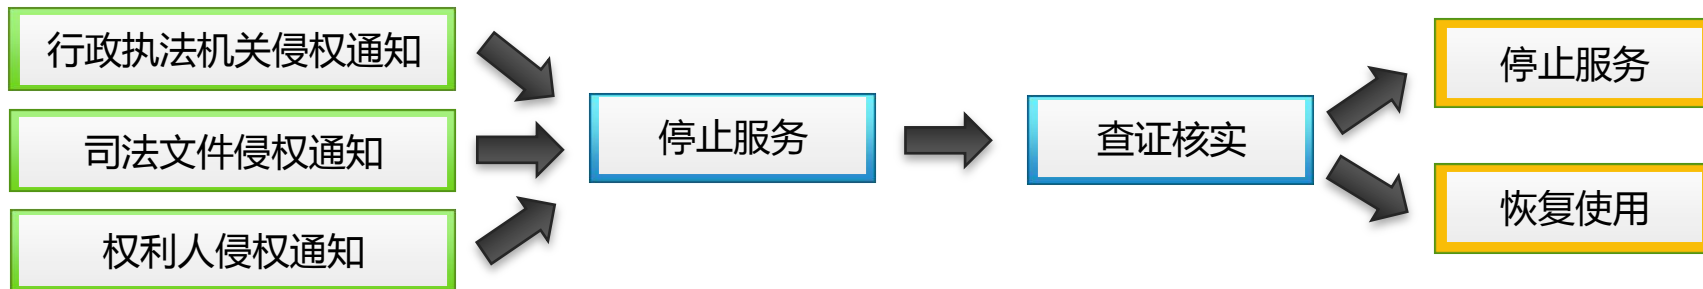 行政执法机关侵权通知
司法文件侵权通知
权利人侵权通知
停止服务
查证核实
停止服务
恢复使用